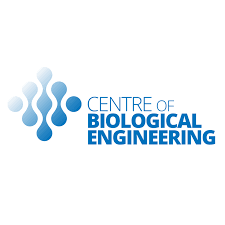 CENTRE OF
BIOLOGICAL
ENGINEERING